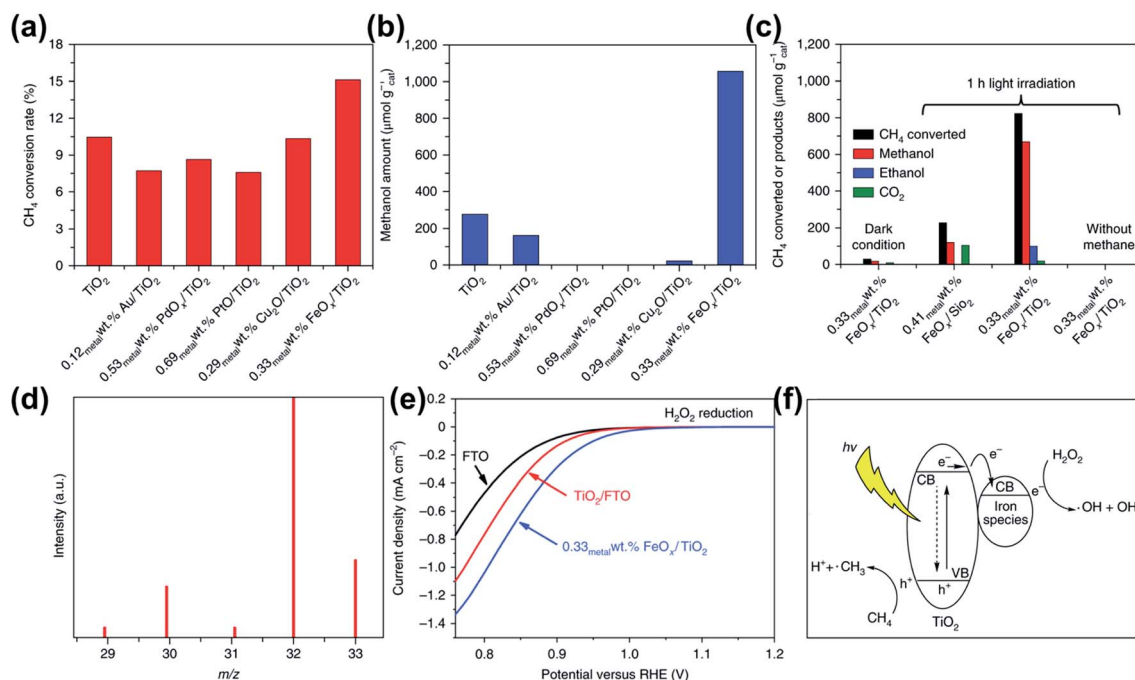 (a)
18
15
12
9
6
3
0
CH₄ conversion rate (%)
TiO₂
0.12metalwt.% Au/TiO₂
0.53metalwt.% PdOₓ/TiO₂
0.69metalwt.% PtO/TiO₂
0.29metalwt.% Cu₂O/TiO₂
0.33metalwt.% FeOₓ/TiO₂
(b)
1,200
1,000
800
600
400
200
0
Methanol amount (μmol g⁻¹cat)
TiO₂
0.12metalwt.% Au/TiO₂
0.53metalwt.% PdOₓ/TiO₂
0.69metalwt.% PtO/TiO₂
0.29metalwt.% Cu₂O/TiO₂
0.33metalwt.% FeOₓ/TiO₂
(c)
1,200
1,000
800
600
400
200
0
CH₄ converted or products (μmol g⁻¹cat)
1 h light irradiation
CH₄ converted
Methanol
Ethanol
CO₂
Dark
condition
Without
methane
0.33metalwt.%
FeOₓ/TiO₂
0.41metalwt.%
FeOₓ/SiO₂
0.33metalwt.%
FeOₓ/TiO₂
0.33metalwt.%
FeOₓ/TiO₂
(d)
Intensity (a.u.)
29 30 31 32 33
m/z
(e)
0.2
0
−0.2
−0.4
−0.6
−0.8
−1.0
−1.2
−1.4
Current density (mA cm⁻²)
H₂O₂ reduction
FTO
TiO₂/FTO
0.33metalwt.% FeOₓ/TiO₂
0.8 0.9 1.0 1.1 1.2
Potential versus RHE (V)
(f)
hv
e⁻
e⁻
H₂O₂
CB
CB
e⁻
Iron
species
·OH + OH
H⁺+·CH₃
h⁺
h⁺
VB
CH₄
TiO₂